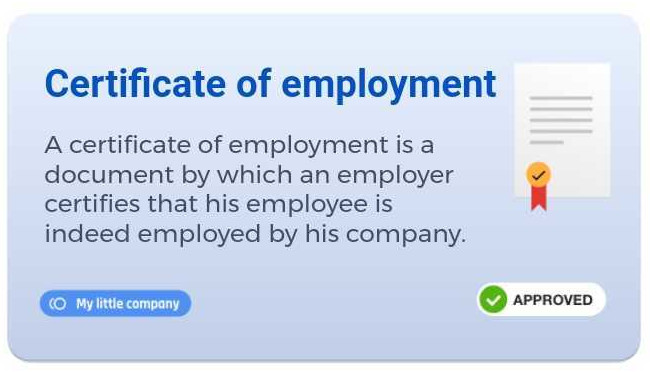 Certificate of employment
A certificate of employment is a
document by which an employer
certifies that his employee is
indeed employed by his company.
My little company
APPROVED